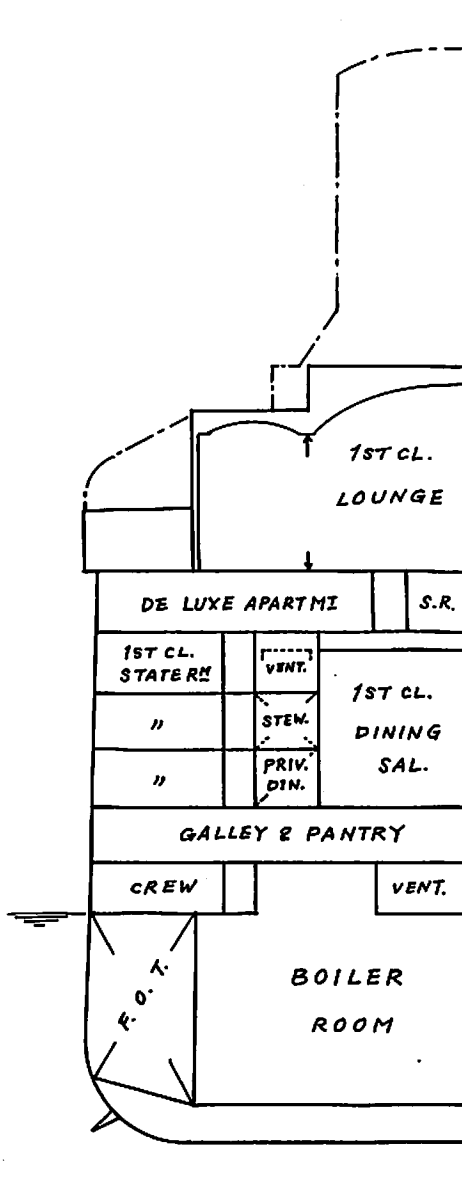 1ST CL.
LOUNGE
DE LUXE APARTMT
S.R.
1ST CL.
STATERM
VENT.
"
STEW.
1ST CL.
DINING
SAL.
"
PRIV.
DIN.
GALLEY & PANTRY
CREW
VENT.
F.O.T.
BOILER
ROOM